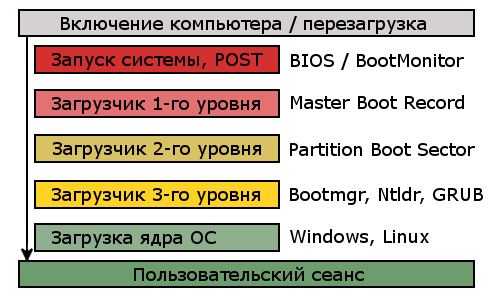 Включение компьютера / перезагрузка
Запуск системы, POST BIOS / BootMonitor
Загрузчик 1-го уровня Master Boot Record
Загрузчик 2-го уровня Partition Boot Sector
Загрузчик 3-го уровня Bootmgr, Ntldr, GRUB
Загрузка ядра ОС Windows, Linux
Пользовательский сеанс